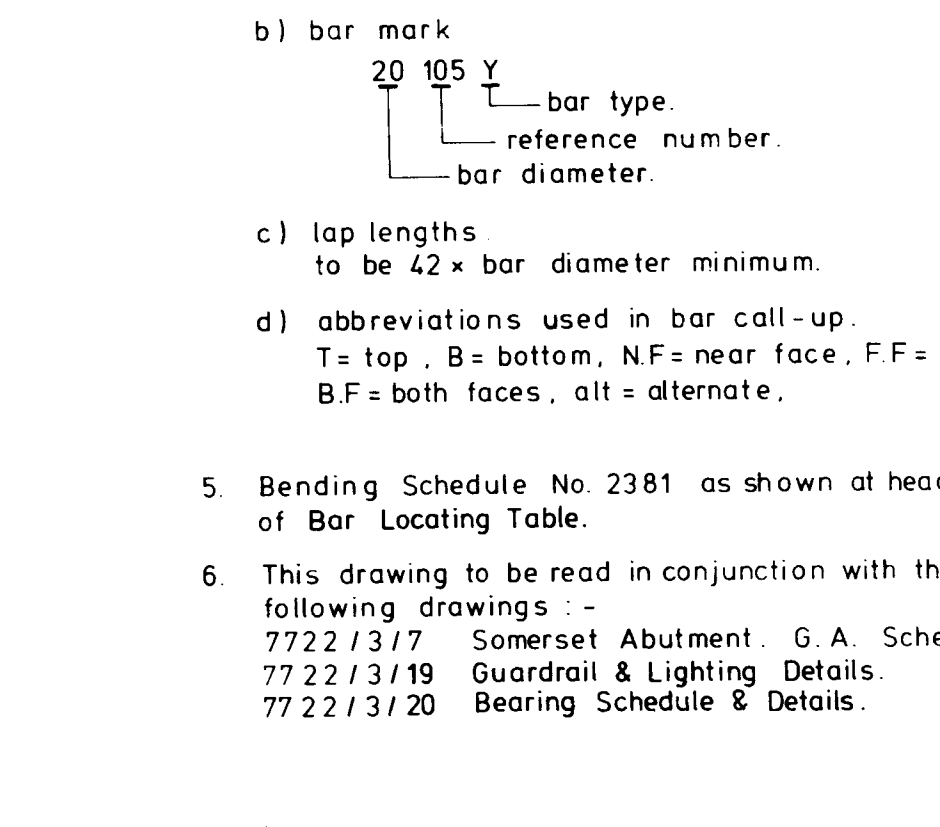 b) bar mark
20 105 Y
bar type.
reference number.
bar diameter.
c) lap lengths
to be 42 x bar diameter minimum.
d) abbreviations used in bar call-up.
T= top , B = bottom, N.F = near face , F.F =
B.F = both faces , alt = alternate ,
5. Bending Schedule No. 2381 as shown at
of Bar Locating Table.
6. This drawing to be read in conjunction with
following drawings :-
7722/3/7 Somerset Abutment. G.A.
7722/3/19 Guardrail & Lighting Details.
7722/3/20 Bearing Schedule & Details.